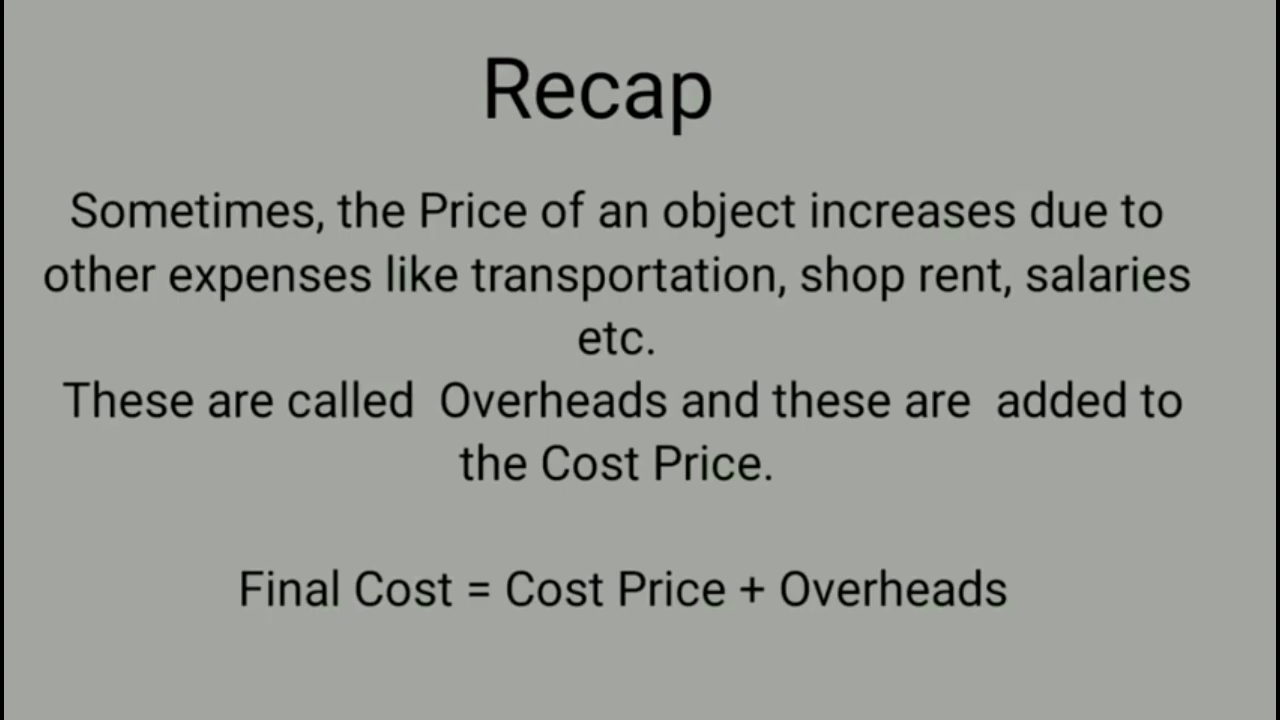 Recap
Sometimes, the Price of an object increases due to
other expenses like transportation, shop rent, salaries
etc.
These are called  Overheads and these are  added to
the Cost Price.
Final Cost = Cost Price + Overheads